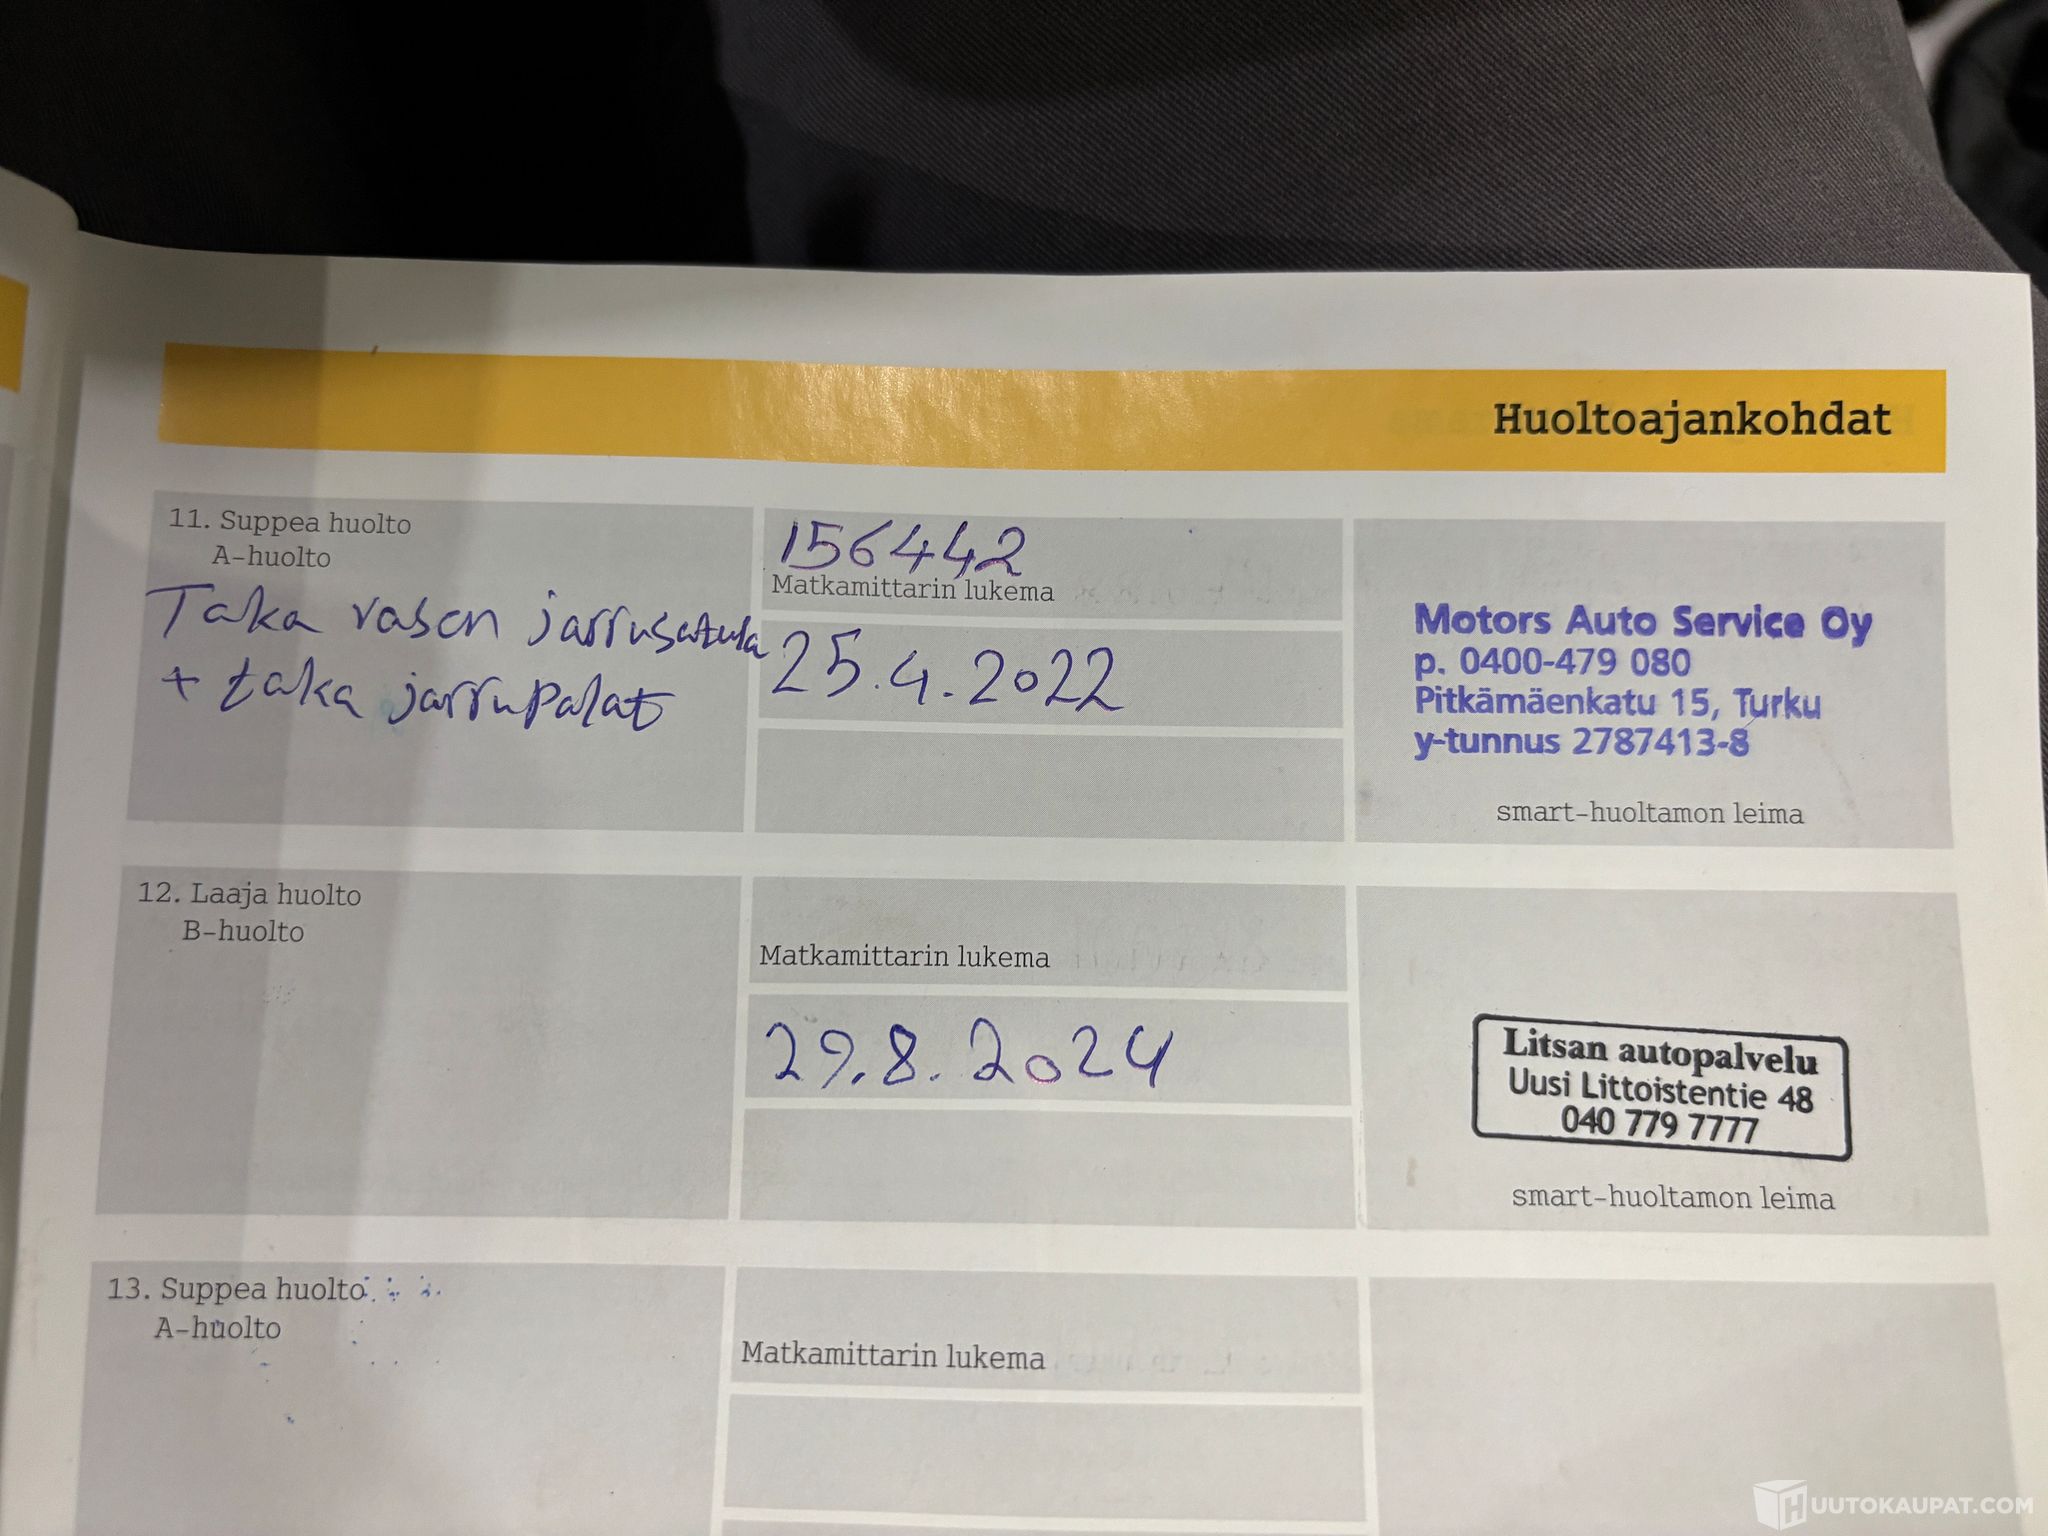 Huoltoajankohdat
11. Suppea huolto
A-huolto
Taka vasen jarrusatula
+ taka jarrupalat
156442
Matkamittarin lukema
25.4.2022
Motors Auto Service Oy
p. 0400-479 080
Pitkämäenkatu 15, Turku
y-tunnus 2787413-8
smart-huoltamon leima
12. Laaja huolto
B-huolto
Matkamittarin lukema
29.8.2024
Litsan autopalvelu
Uusi Littoistentie 48
040 779 7777
smart-huoltamon leima
13. Suppea huolto
A-huolto
Matkamittarin lukema
HUUTOKAUPAT.COM